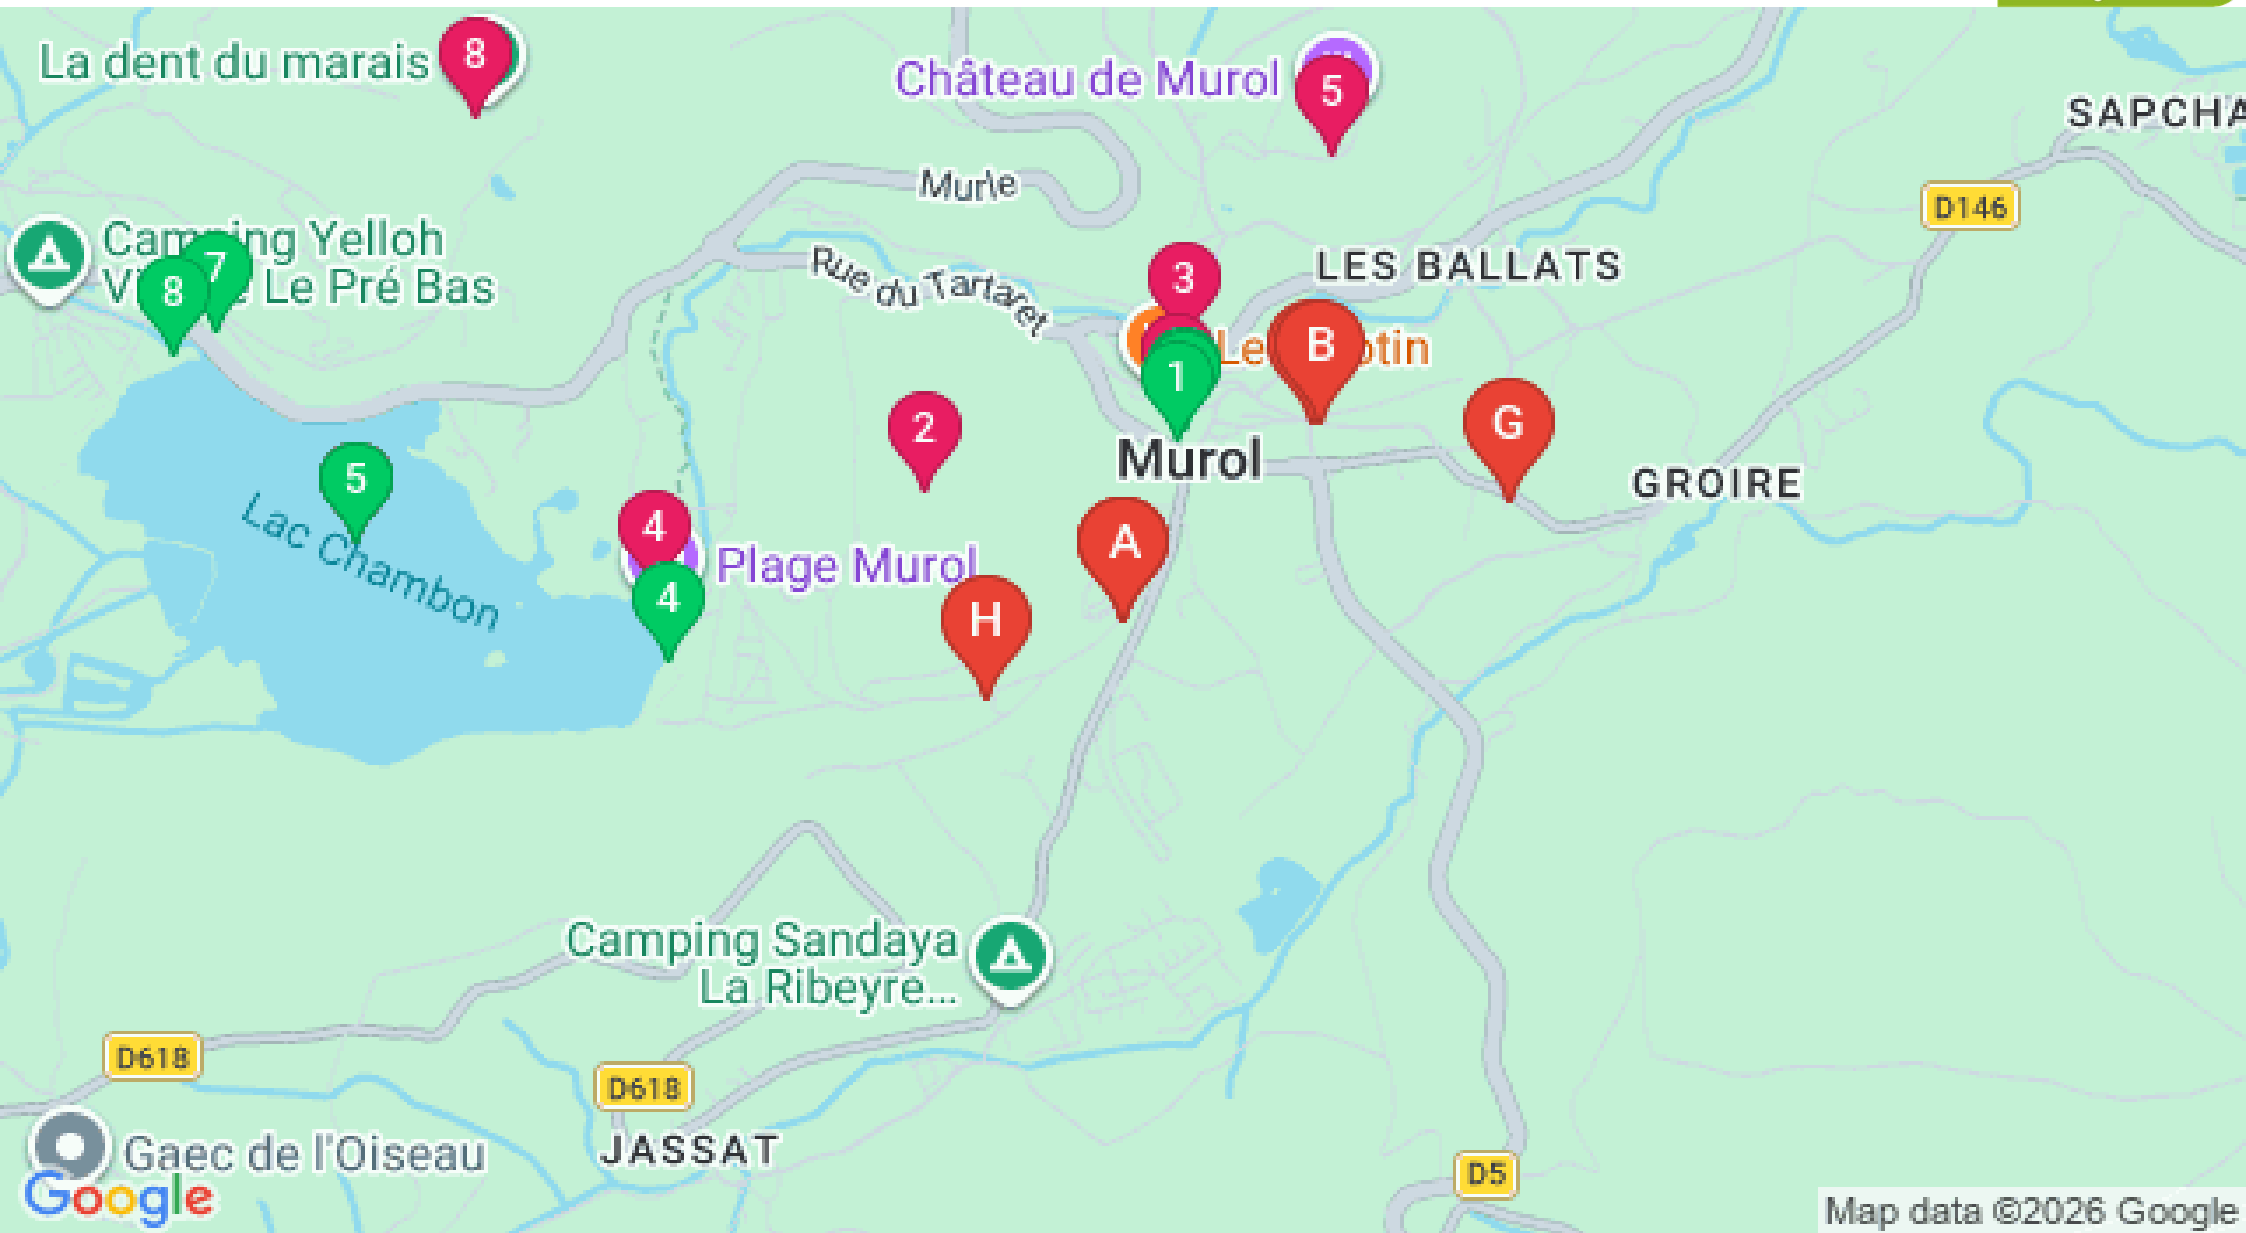 La dent du marais
8
Château de Murol
5
SAPCHA
Murle
D146
Camping Yelloh
Le Pré Bas
7
8
Rue du Tartaret
3
LES BALLATS
1
B
G
2
Murol
GROIRE
5
Lac Chambon
4
Plage Murol
4
A
H
Camping Sandaya
La Ribeyre...
D618
D618
JASSAT
Gaec de l'Oiseau
D5
Google
Map data ©2026 Google